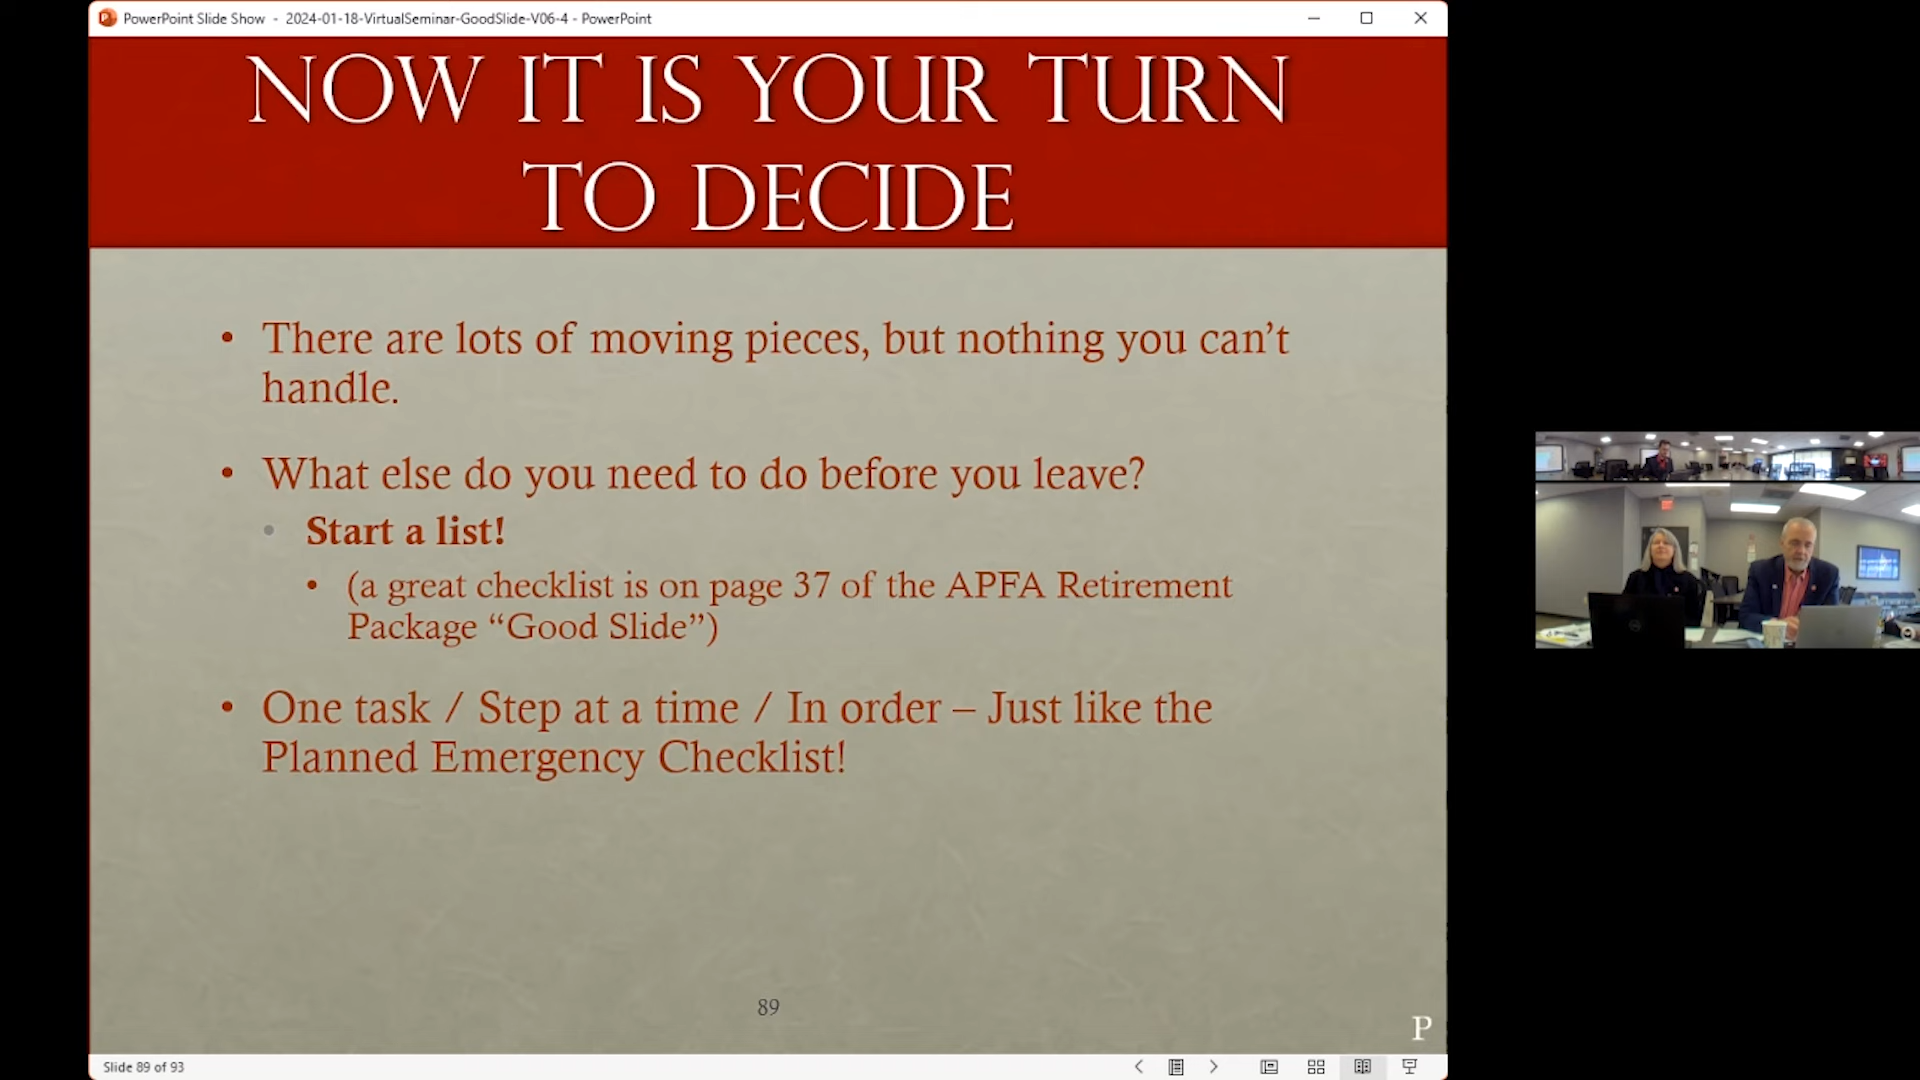 PowerPoint Slide Show - 2024-01-18-VirtualSeminar-GoodSlide-V06-4 - PowerPoint
NOW IT IS YOUR TURN
TO DECIDE
• There are lots of moving pieces, but nothing you can’t
handle.
• What else do you need to do before you leave?
• Start a list!
• (a great checklist is on page 37 of the APFA Retirement
Package “Good Slide”)
• One task / Step at a time / In order – Just like the
Planned Emergency Checklist!
89
P
Slide 89 of 93